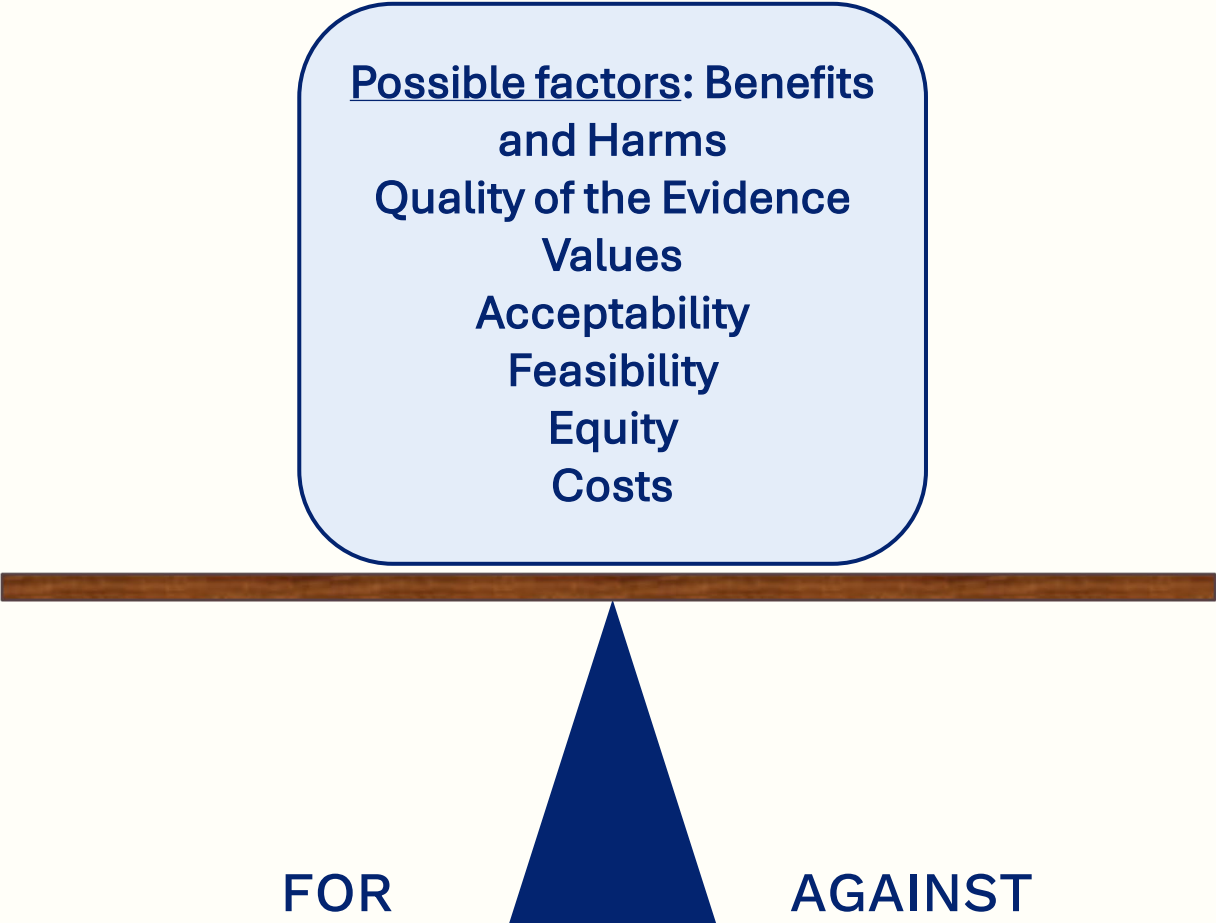 Possible factors: Benefits
and Harms
Quality of the Evidence
Values
Acceptability
Feasibility
Equity
Costs
FOR
AGAINST